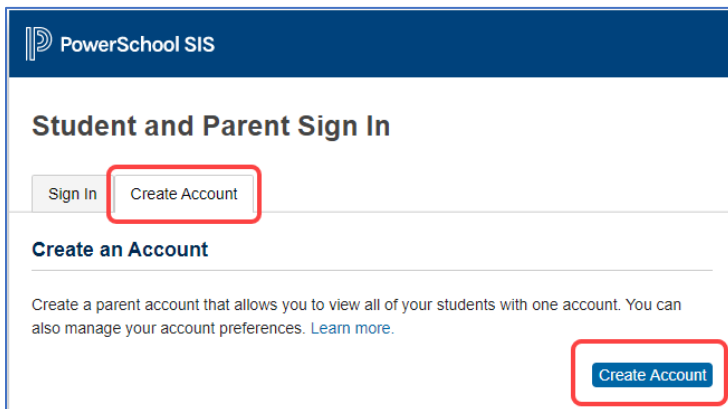 PowerSchool SIS
Student and Parent Sign In
Sign In Create Account
Create an Account
Create a parent account that allows you to view all of your students with one account. You can
also manage your account preferences. Learn more.
Create Account